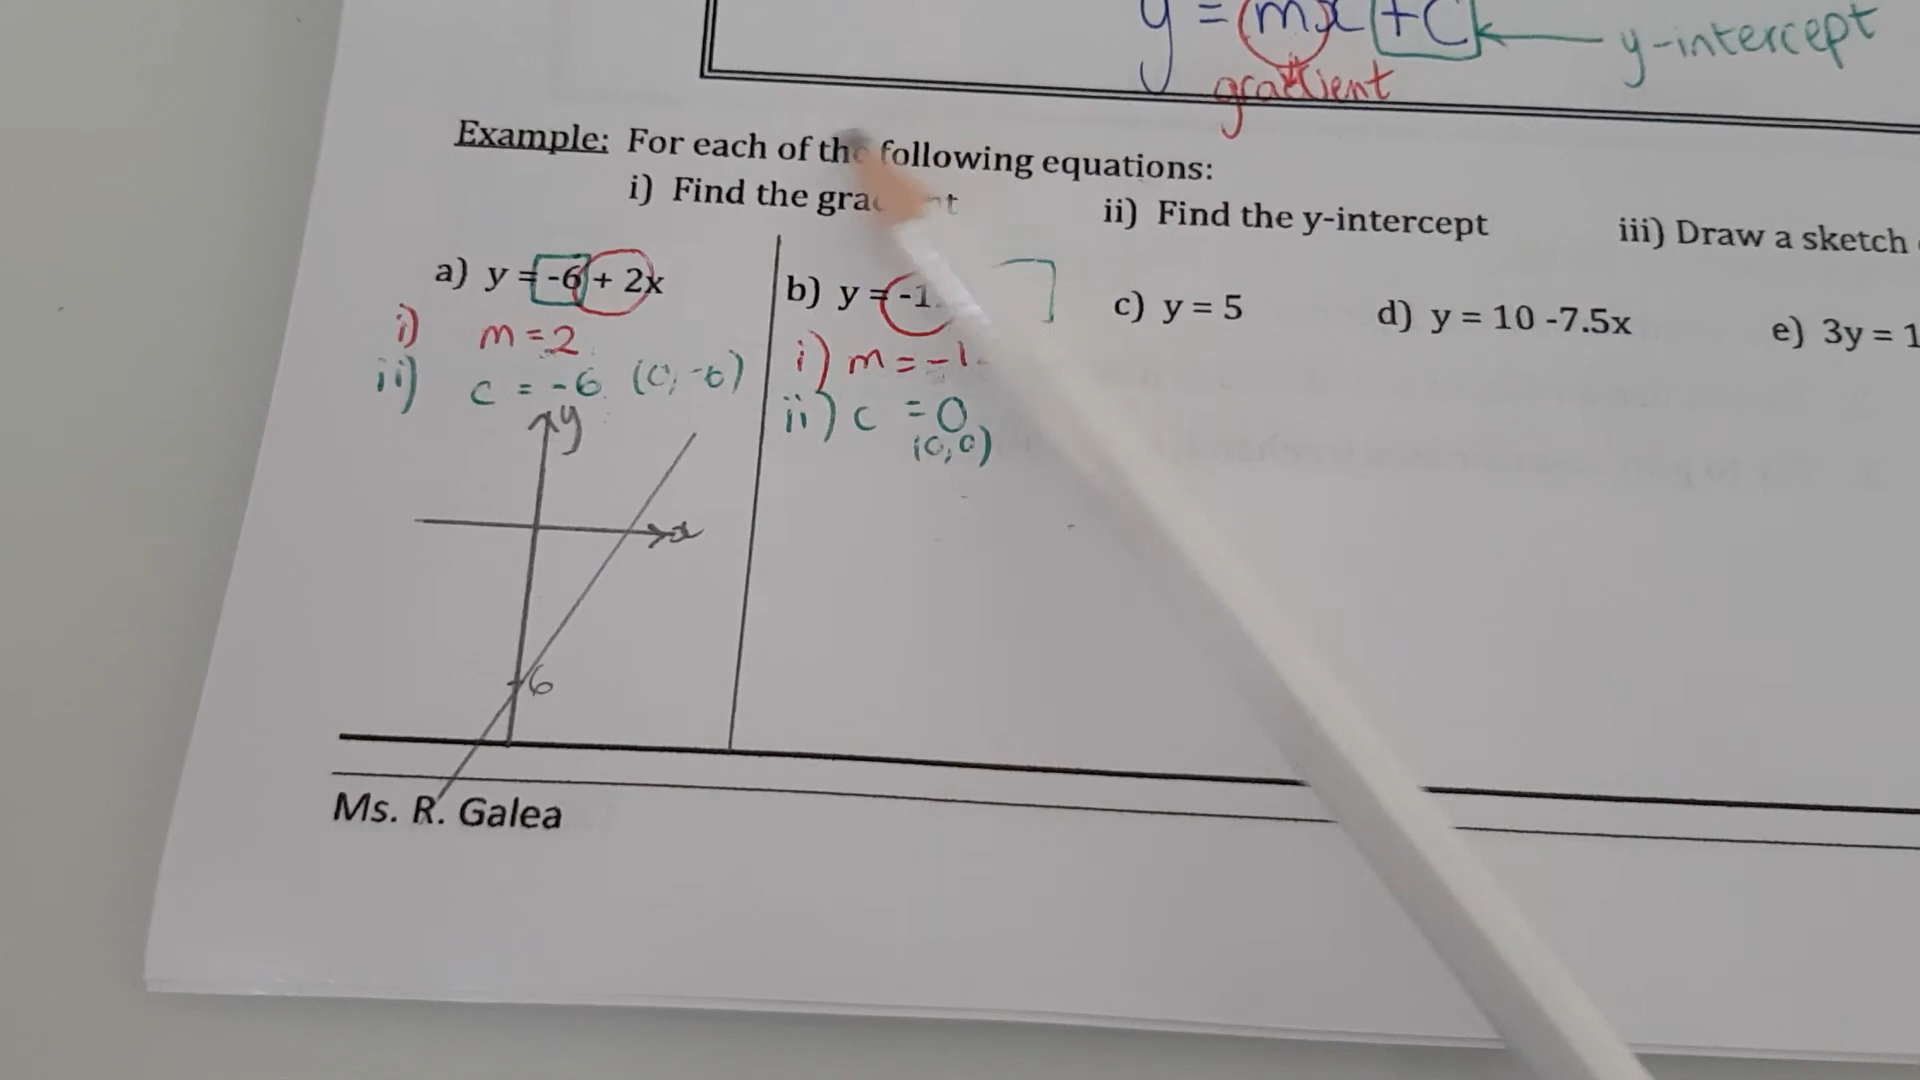 y = mx + c ← y-intercept
gradient
Example: For each of the following equations:
i) Find the ii) Find the y-intercept iii) Draw a sketch
a) y = -6 + 2x b) y = c) y = 5 d) y = 10 -7.5x e) 3y = 1
i) m = 2
ii) c = -6 (0, -6)
y
x
-6
i) m = -1
ii) c = 0
(0,0)
Ms. R. Galea